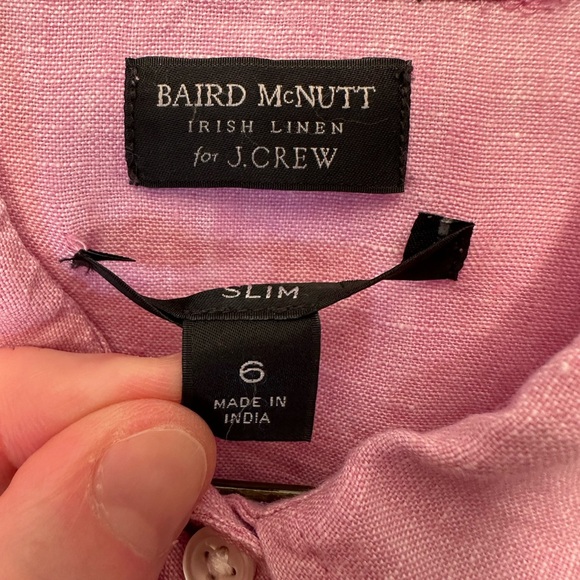 BAIRD McNUTT
IRISH LINEN
for J.CREW
SLIM
6
MADE IN
INDIA